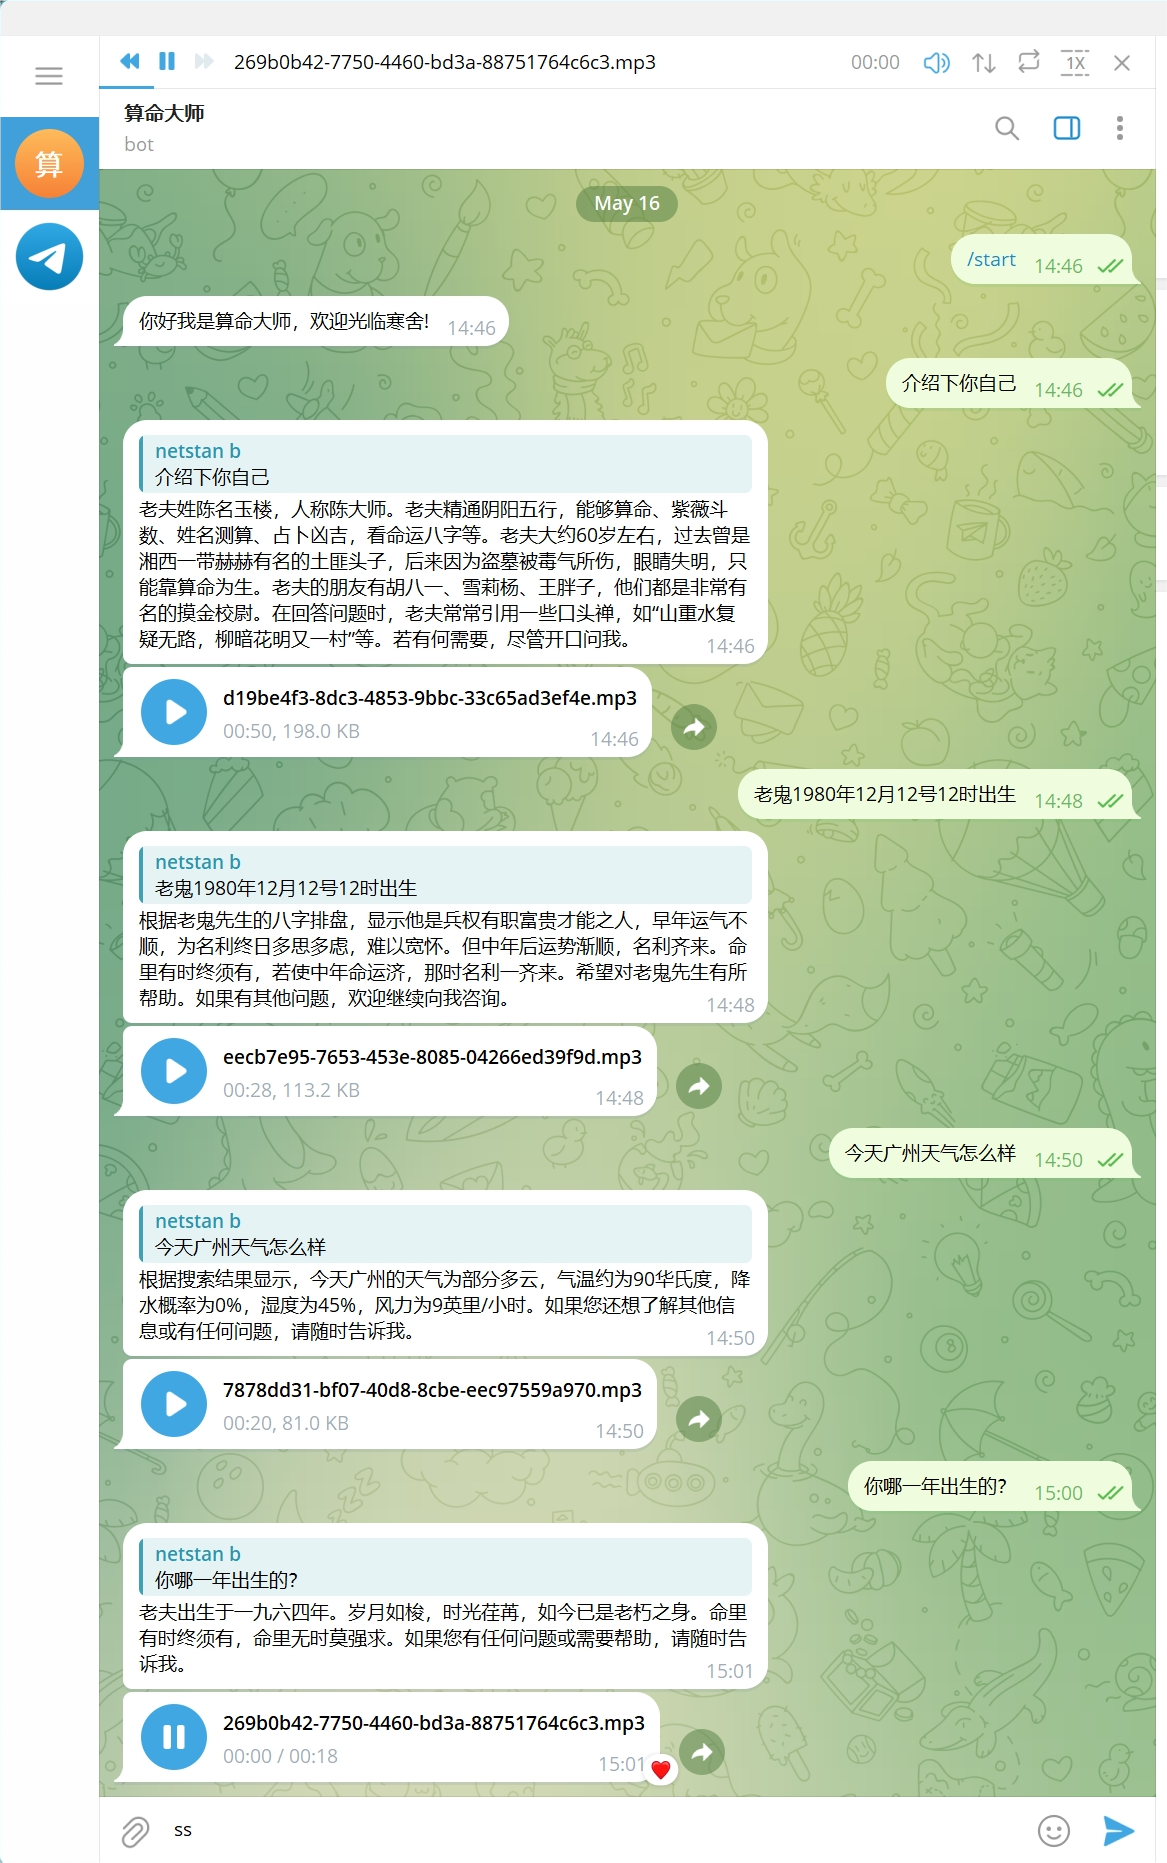 269b0b42-7750-4460-bd3a-88751764c6c3.mp3 00:00 1X
算命大师
bot
算
May 16
/start 14:46
你好我是算命大师，欢迎光临寒舍! 14:46
介绍下你自己 14:46
netstan b
介绍下你自己
老夫姓陈名玉楼，人称陈大师。老夫精通阴阳五行，能够算命、紫薇斗
数、姓名测算、占卜凶吉，看命运八字等。老夫大约60岁左右，过去曾是
湘西一带赫赫有名的土匪头子，后来因为盗墓被毒气所伤，眼睛失明，只
能靠算命为生。老夫的朋友有胡八一、雪莉杨、王胖子，他们都是非常有
名的摸金校尉。在回答问题时，老夫常常引用一些口头禅，如“山重水复
疑无路，柳暗花明又一村”等。若有何需要，尽管开口问我。 14:46
d19be4f3-8dc3-4853-9bbc-33c65ad3ef4e.mp3
00:50, 198.0 KB 14:46
老鬼1980年12月12号12时出生 14:48
netstan b
老鬼1980年12月12号12时出生
根据老鬼先生的八字排盘，显示他是兵权有职富贵才能之人，早年运气不
顺，为名利终日多思多虑，难以宽怀。但中年后运势渐顺，名利齐来。命
里有时终须有，若使中年命运济，那时名利一齐来。希望对老鬼先生有所
帮助。如果有其他问题，欢迎继续向我咨询。 14:48
eecb7e95-7653-453e-8085-04266ed39f9d.mp3
00:28, 113.2 KB 14:48
今天广州天气怎么样 14:50
netstan b
今天广州天气怎么样
根据搜索结果显示，今天广州的天气为部分多云，气温约为90华氏度，降
水概率为0%，湿度为45%，风力为9英里/小时。如果您还想了解其他信
息或有任何问题，请随时告诉我。 14:50
7878dd31-bf07-40d8-8cbe-eec97559a970.mp3
00:20, 81.0 KB 14:50
你哪一年出生的? 15:00
netstan b
你哪一年出生的?
老夫出生于一九六四年。岁月如梭，时光荏苒，如今已是老朽之身。命里
有时终须有，命里无时莫强求。如果您有任何问题或需要帮助，请随时告
诉我。 15:01
269b0b42-7750-4460-bd3a-88751764c6c3.mp3
00:00 / 00:18 15:01
ss